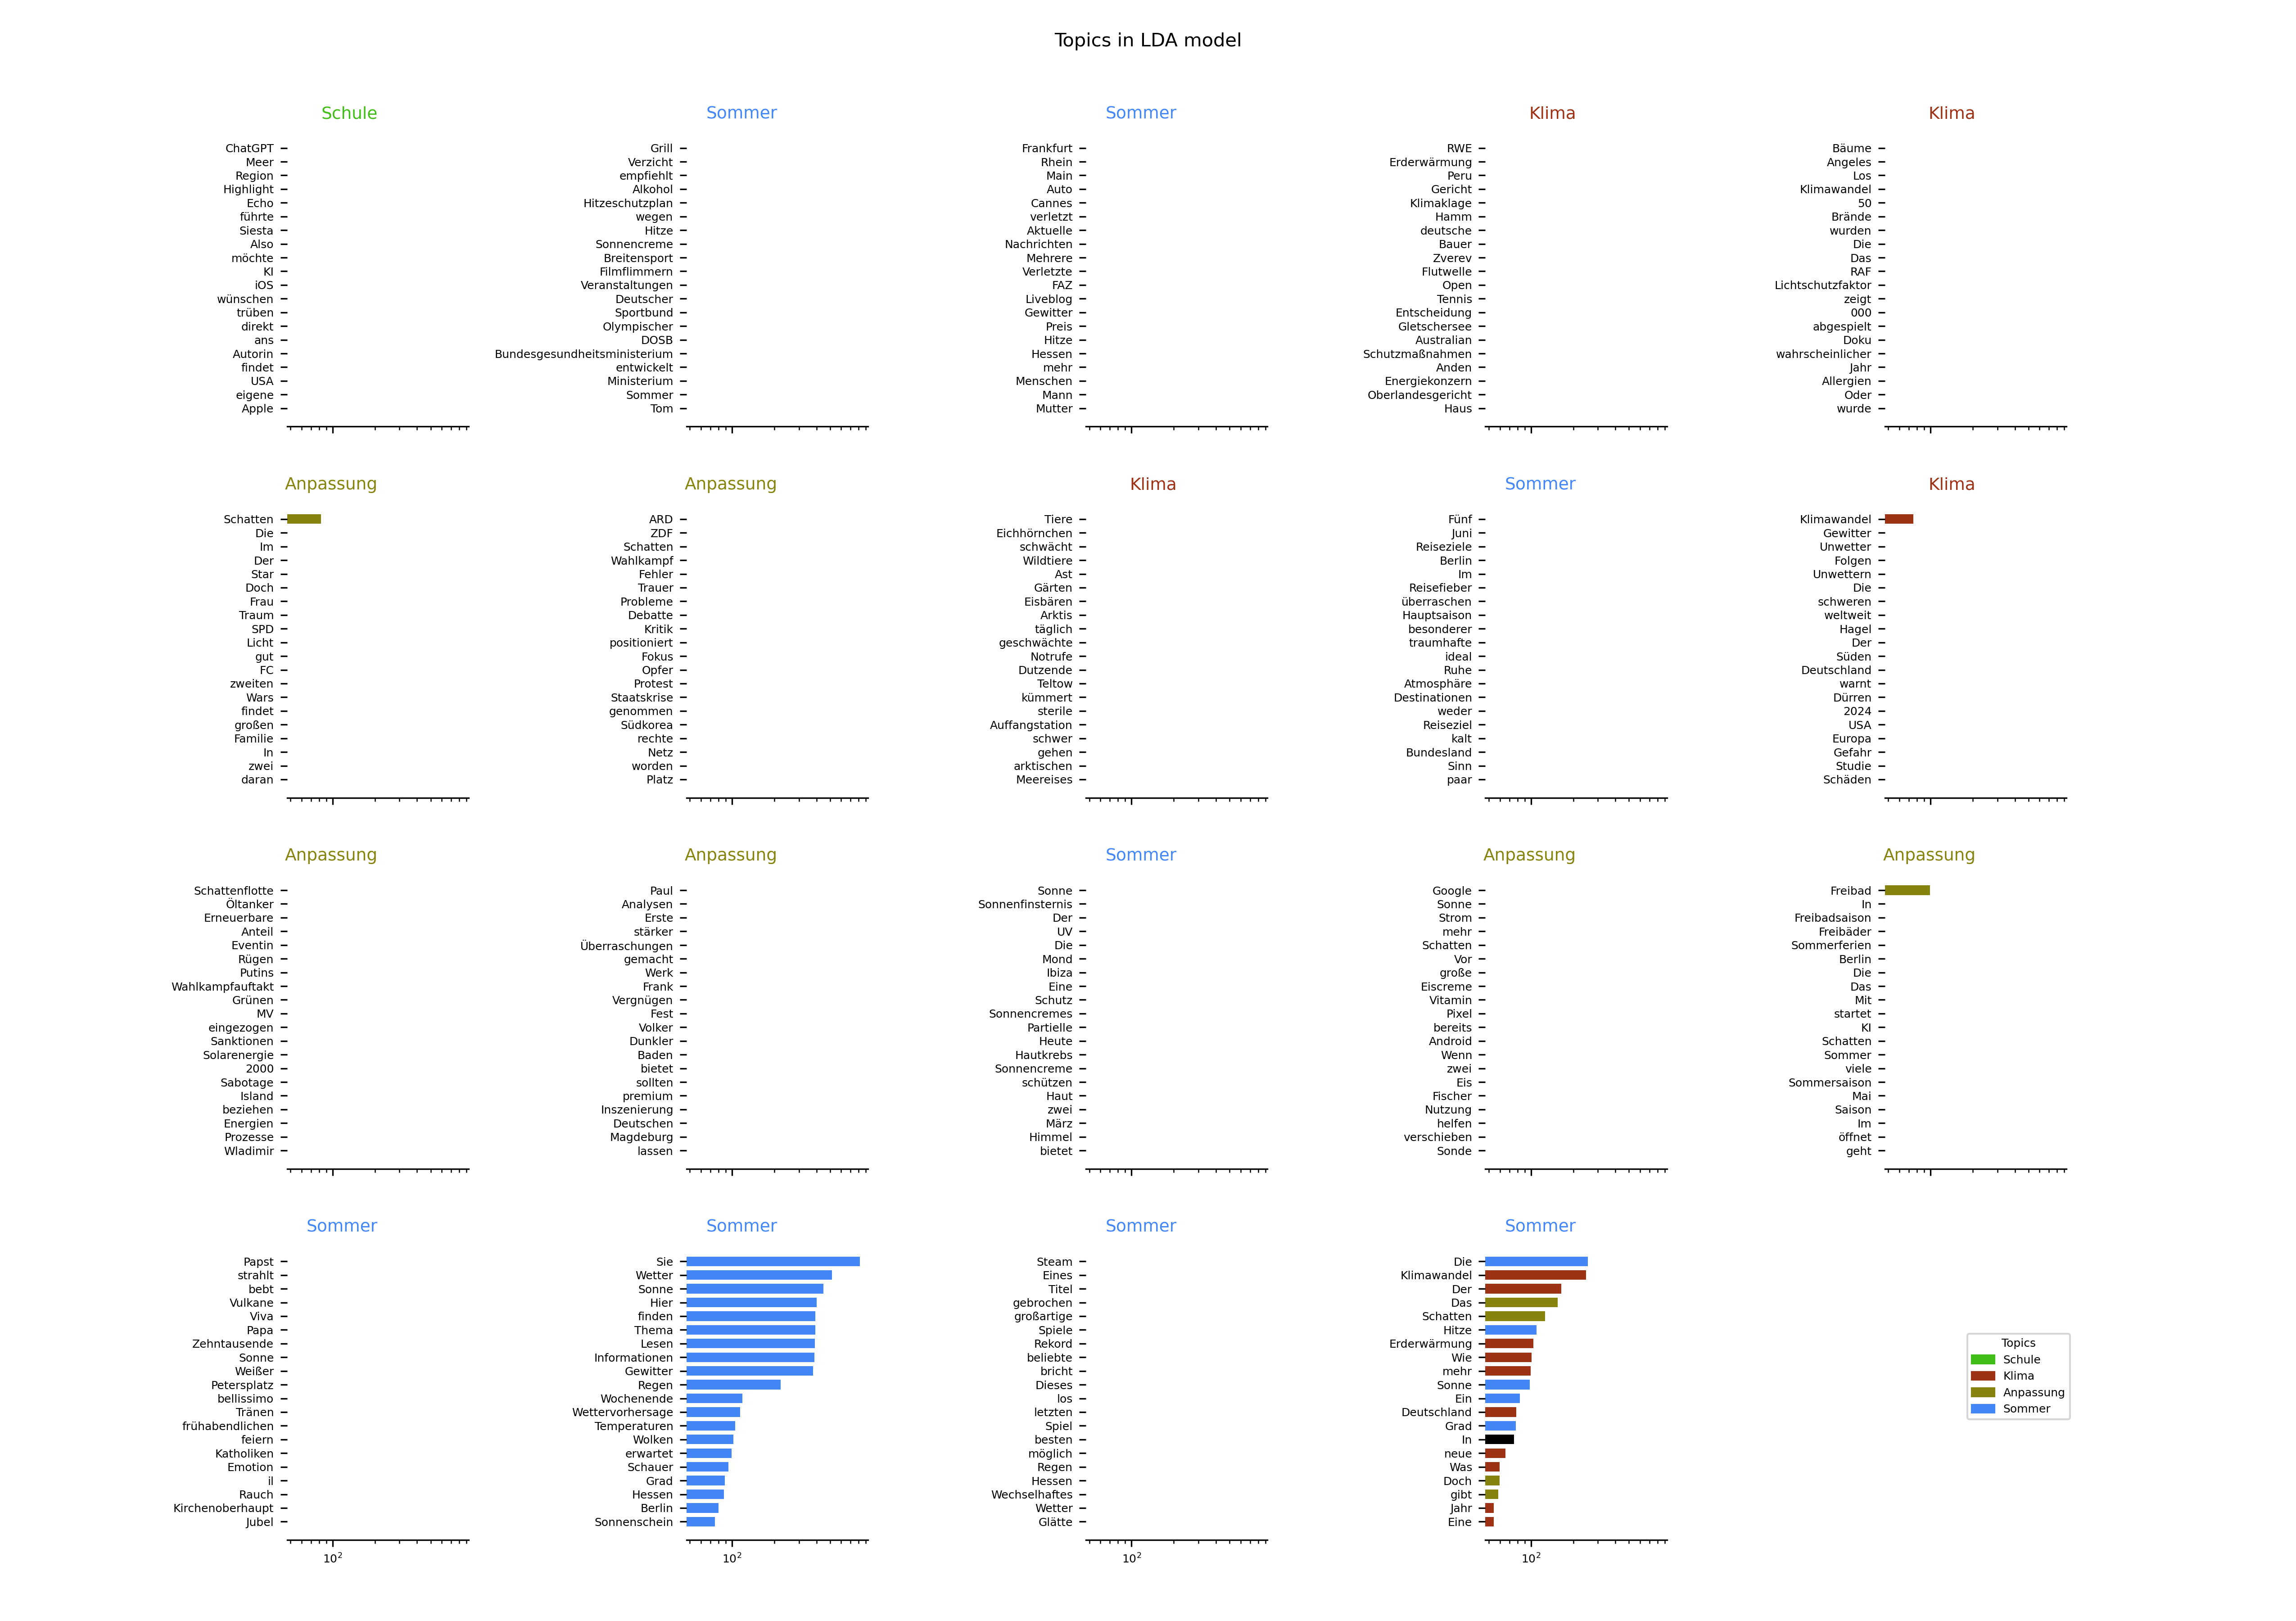 Topics in LDA model
Schule
ChatGPT
Meer
Region
Highlight
Echo
führte
Siesta
Also
möchte
KI
iOS
wünschen
trüben
direkt
ans
Autorin
findet
USA
eigene
Apple
Sommer
Grill
Verzicht
empfiehlt
Alkohol
Hitzeschutzplan
wegen
Hitze
Sonnencreme
Breitensport
Filmflimmern
Veranstaltungen
Deutscher
Sportbund
Olympischer
DOSB
Bundesgesundheitsministerium
entwickelt
Ministerium
Sommer
Tom
Sommer
Frankfurt
Rhein
Main
Auto
Cannes
verletzt
Aktuelle
Nachrichten
Mehrere
Verletzte
FAZ
Liveblog
Gewitter
Preis
Hitze
Hessen
mehr
Menschen
Mann
Mutter
Klima
RWE
Erderwärmung
Peru
Gericht
Klimaklage
Hamm
deutsche
Bauer
Zverev
Flutwelle
Open
Tennis
Entscheidung
Gletschersee
Australian
Schutzmaßnahmen
Anden
Energiekonzern
Oberlandesgericht
Haus
Klima
Bäume
Angeles
Los
Klimawandel
50
Brände
wurden
Die
Das
RAF
Lichtschutzfaktor
zeigt
000
abgespielt
Doku
wahrscheinlicher
Jahr
Allergien
Oder
wurde
Anpassung
Schatten
Die
Im
Der
Star
Doch
Frau
Traum
SPD
Licht
gut
FC
zweiten
Wars
findet
großen
Familie
In
zwei
daran
Anpassung
ARD
ZDF
Schatten
Wahlkampf
Fehler
Trauer
Probleme
Debatte
Kritik
positioniert
Fokus
Opfer
Protest
Staatskrise
genommen
Südkorea
rechte
Netz
worden
Platz
Klima
Tiere
Eichhörnchen
schwächt
Wildtiere
Ast
Gärten
Eisbären
Arktis
täglich
geschwächte
Notrufe
Dutzende
Teltow
kümmert
sterile
Auffangstation
schwer
gehen
arktischen
Meereises
Sommer
Fünf
Juni
Reiseziele
Berlin
Im
Reisefieber
überraschen
Hauptsaison
besonderer
traumhafte
ideal
Ruhe
Atmosphäre
Destinationen
weder
Reiseziel
kalt
Bundesland
Sinn
paar
Klima
Klimawandel
Gewitter
Unwetter
Folgen
Unwettern
Die
schweren
weltweit
Hagel
Der
Süden
Deutschland
warnt
Dürren
2024
USA
Europa
Gefahr
Studie
Schäden
Anpassung
Schattenflotte
Öltanker
Erneuerbare
Anteil
Eventin
Rügen
Putins
Wahlkampfauftakt
Grünen
MV
eingezogen
Sanktionen
Solarenergie
2000
Sabotage
Island
beziehen
Energien
Prozesse
Wladimir
Anpassung
Paul
Analysen
Erste
stärker
Überraschungen
gemacht
Werk
Frank
Vergnügen
Fest
Volker
Dunkler
Baden
bietet
sollten
premium
Inszenierung
Deutschen
Magdeburg
lassen
Sommer
Sonne
Sonnenfinsternis
Der
UV
Die
Mond
Ibiza
Eine
Schutz
Sonnencremes
Partielle
Heute
Hautkrebs
Sonnencreme
schützen
Haut
zwei
März
Himmel
bietet
Anpassung
Google
Sonne
Strom
mehr
Schatten
Vor
große
Eiscreme
Vitamin
Pixel
bereits
Android
Wenn
zwei
Eis
Fischer
Nutzung
helfen
verschieben
Sonde
Anpassung
Freibad
In
Freibadsaison
Freibäder
Sommerferien
Berlin
Die
Das
Mit
startet
KI
Schatten
Sommer
viele
Sommersaison
Mai
Saison
Im
öffnet
geht
Sommer
Papst
strahlt
bebt
Vulkane
Viva
Papa
Zehntausende
Sonne
Weißer
Petersplatz
bellissimo
Tränen
frühabendlichen
feiern
Katholiken
Emotion
il
Rauch
Kirchenoberhaupt
Jubel
10²
Sommer
Sie
Wetter
Sonne
Hier
finden
Thema
Lesen
Informationen
Gewitter
Regen
Wochenende
Wettervorhersage
Temperaturen
Wolken
erwartet
Schauer
Grad
Hessen
Berlin
Sonnenschein
10²
Sommer
Steam
Eines
Titel
gebrochen
großartige
Spiele
Rekord
beliebte
bricht
Dieses
los
letzten
Spiel
besten
möglich
Regen
Hessen
Wechselhaftes
Wetter
Glätte
10²
Sommer
Die
Klimawandel
Der
Das
Schatten
Hitze
Erderwärmung
Wie
mehr
Sonne
Ein
Deutschland
Grad
In
neue
Was
Doch
gibt
Jahr
Eine
10²
Topics
Schule
Klima
Anpassung
Sommer